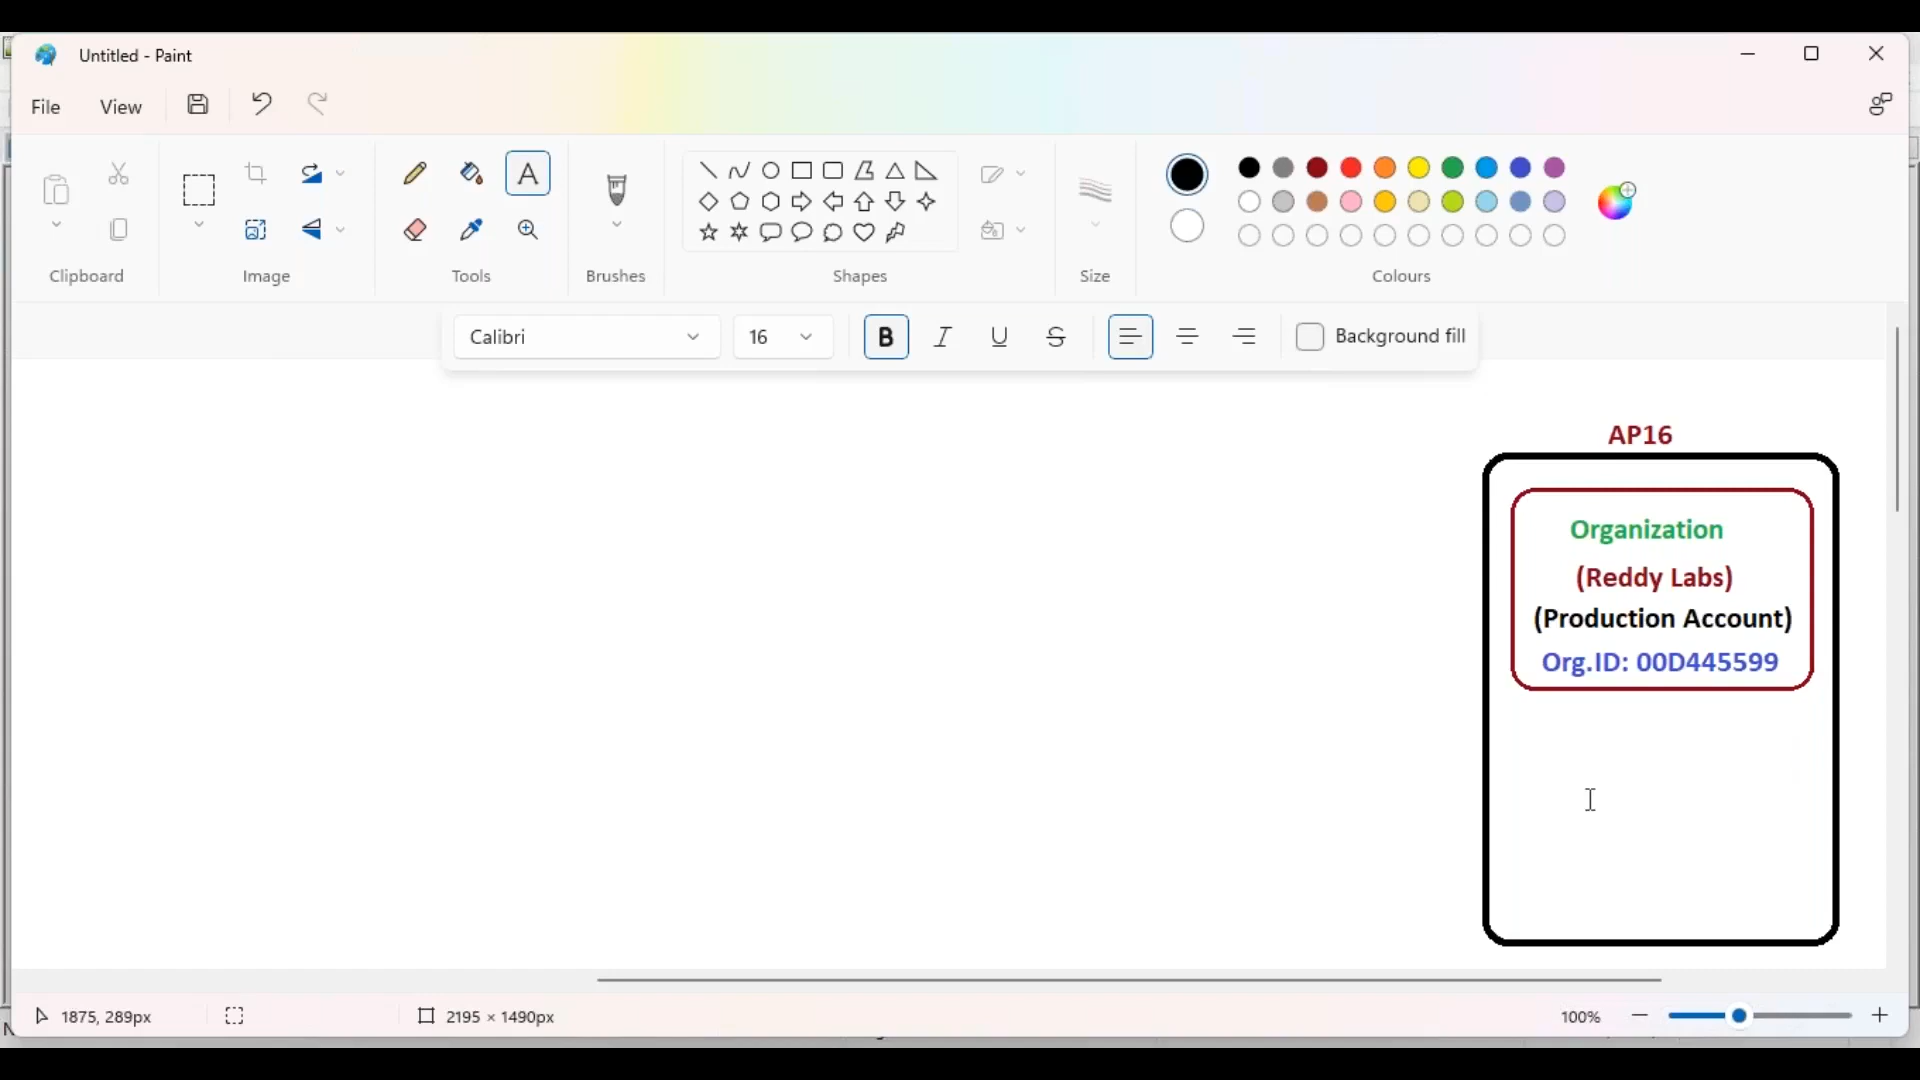 Untitled - Paint
File View
Clipboard Image Tools Brushes Shapes Size Colours
Calibri 16 B I U S Background fill
AP16
Organization
(Reddy Labs)
(Production Account)
Org.ID: 00D445599
1875, 289px 2195 × 1490px 100%